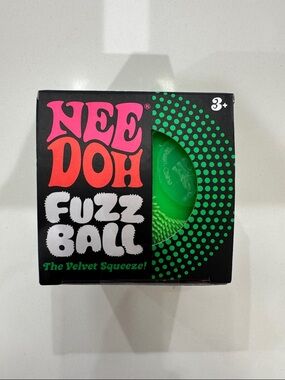 NEE®
DOH
FUZZ
BALL
The Velvet Squeeze!
3+